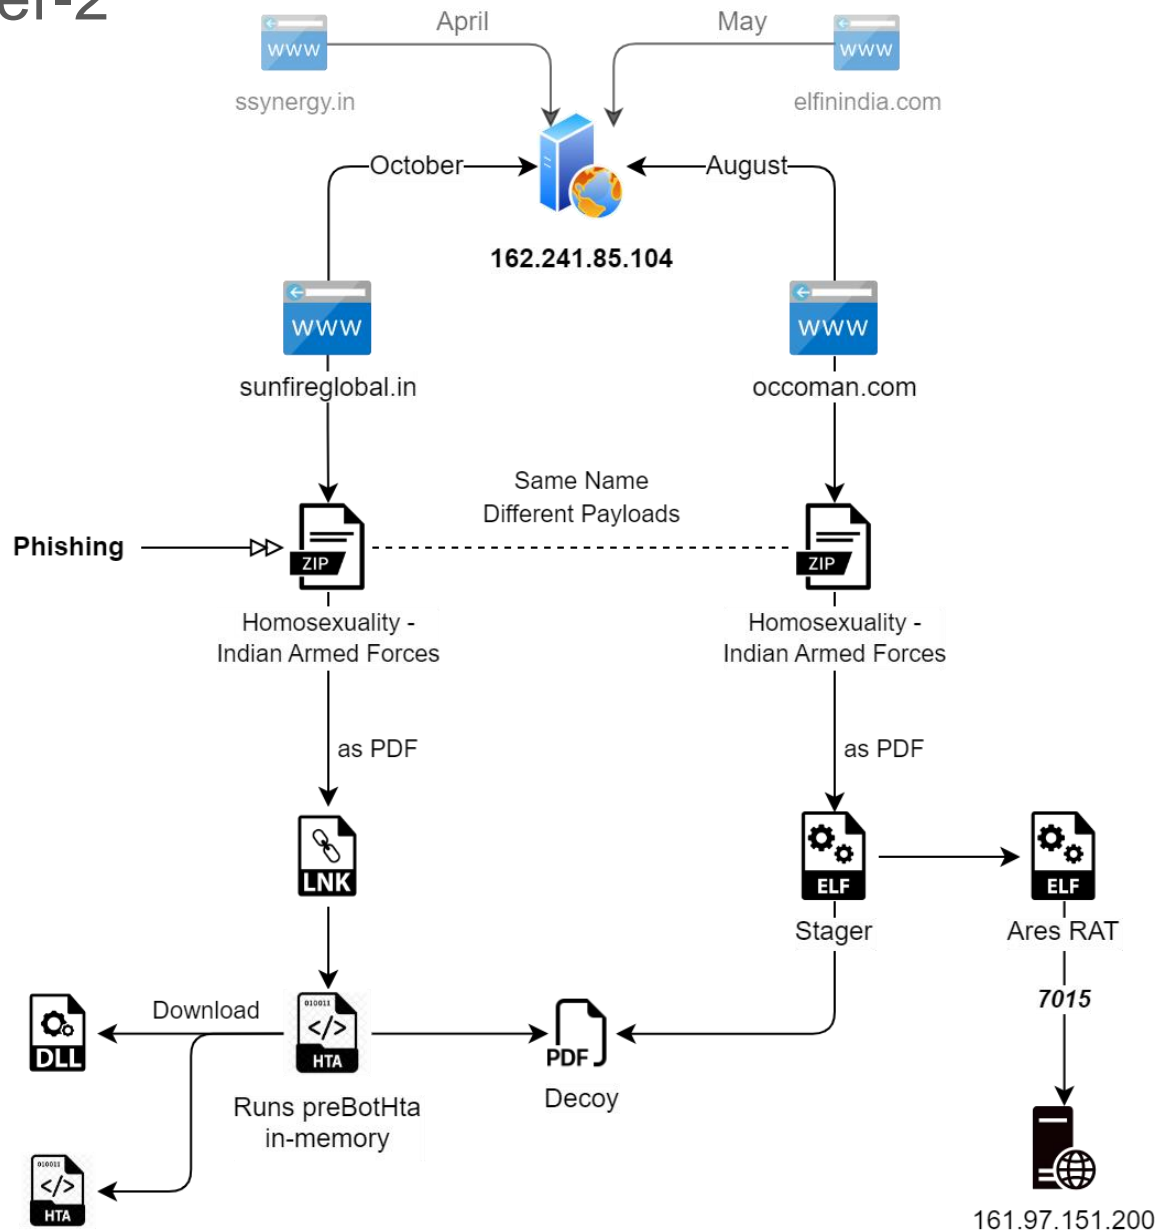 April
May
www
www
ssynergy.in
elfinindia.com
October
August
162.241.85.104
www
www
sunfireglobal.in
occoman.com
Same Name
Different Payloads
Phishing
ZIP
ZIP
Homosexuality -
Indian Armed Forces
Homosexuality -
Indian Armed Forces
as PDF
as PDF
LNK
ELF
ELF
Stager
Ares RAT
7015
Download
010011
</>
HTA
DLL
PDF
Runs preBotHta
in-memory
Decoy
010011
</>
HTA
161.97.151.200